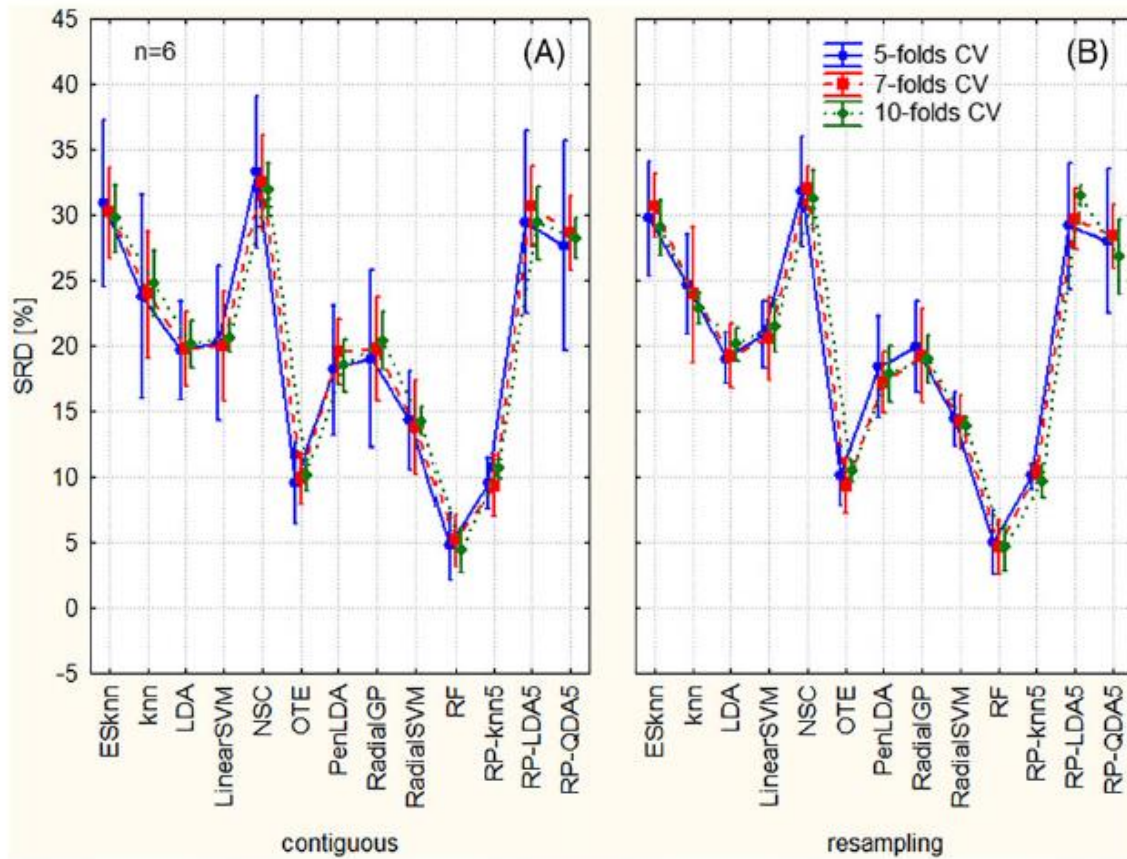 45
40
35
30
25
20
15
10
5
0
-5
SRD [%]
n=6
(A)
ESknn
knn
LDA
LinearSVM
NSC
OTE
PenLDA
RadialGP
RadialSVM
RF
RP-knn5
RP-LDA5
RP-QDA5
contiguous
5-folds CV
7-folds CV
10-folds CV
(B)
ESknn
knn
LDA
LinearSVM
NSC
OTE
PenLDA
RadialGP
RadialSVM
RF
RP-knn5
RP-LDA5
RP-QDA5
resampling